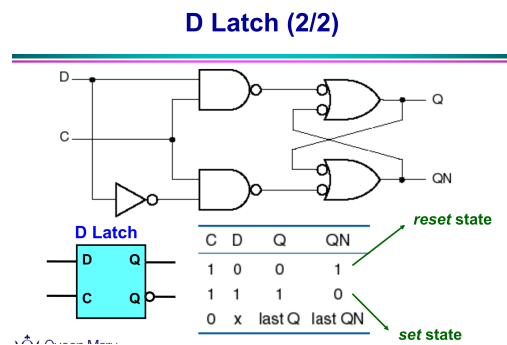 D Latch (2/2)
D
C
Q
QN
D Latch
D Q
C Q
C D Q QN
1 0 0 1
1 1 1 0
0 x last Q last QN
reset state
set state